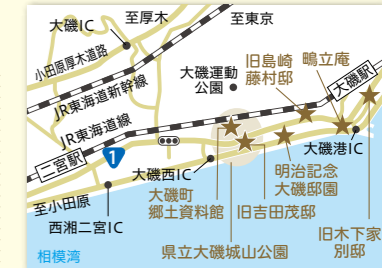 至厚木
至東京
大磯IC
小田原厚木道路
JR東海道新幹線
JR東海道線
大磯運動
公園
旧島崎
藤村邸
鴫立庵
大磯駅
二宮駅
1
大磯西IC
大磯港IC
至小田原
西湘二宮IC
大磯町
郷土資料館
旧吉田茂邸
明治記念
大磯邸園
旧木下家
別邸
県立大磯城山公園
相模湾